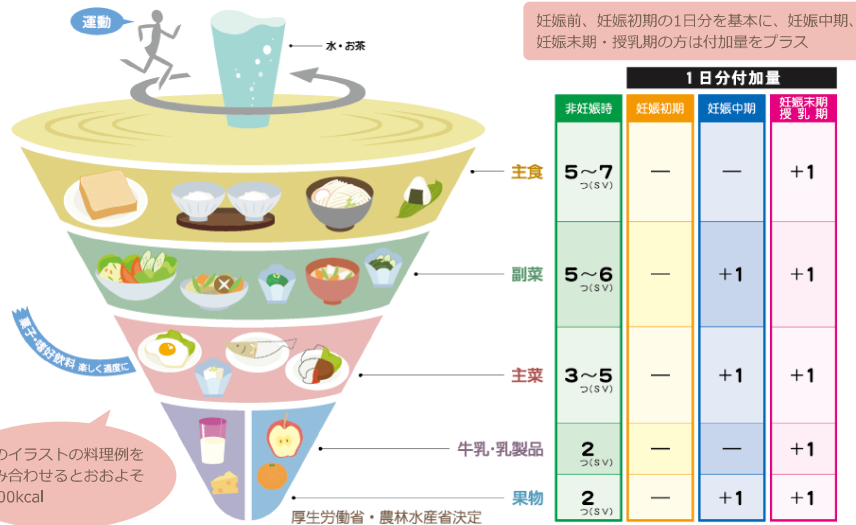 運動
水・お茶
妊娠前、妊娠初期の1日分を基本に、妊娠中期、
妊娠末期・授乳期の方は付加量をプラス
1日分付加量
非妊娠時 妊娠初期 妊娠中期 妊娠末期
授乳期
主食 5～7 つ(SV) — — +1
副菜 5～6 つ(SV) — +1 +1
主菜 3～5 つ(SV) — +1 +1
牛乳・乳製品 2 つ(SV) — — +1
果物 2 つ(SV) — +1 +1
菓子・嗜好飲料 楽しく適度に
のイラストの料理例を
み合わせるとおおよそ
00kcal
厚生労働省・農林水産省決定